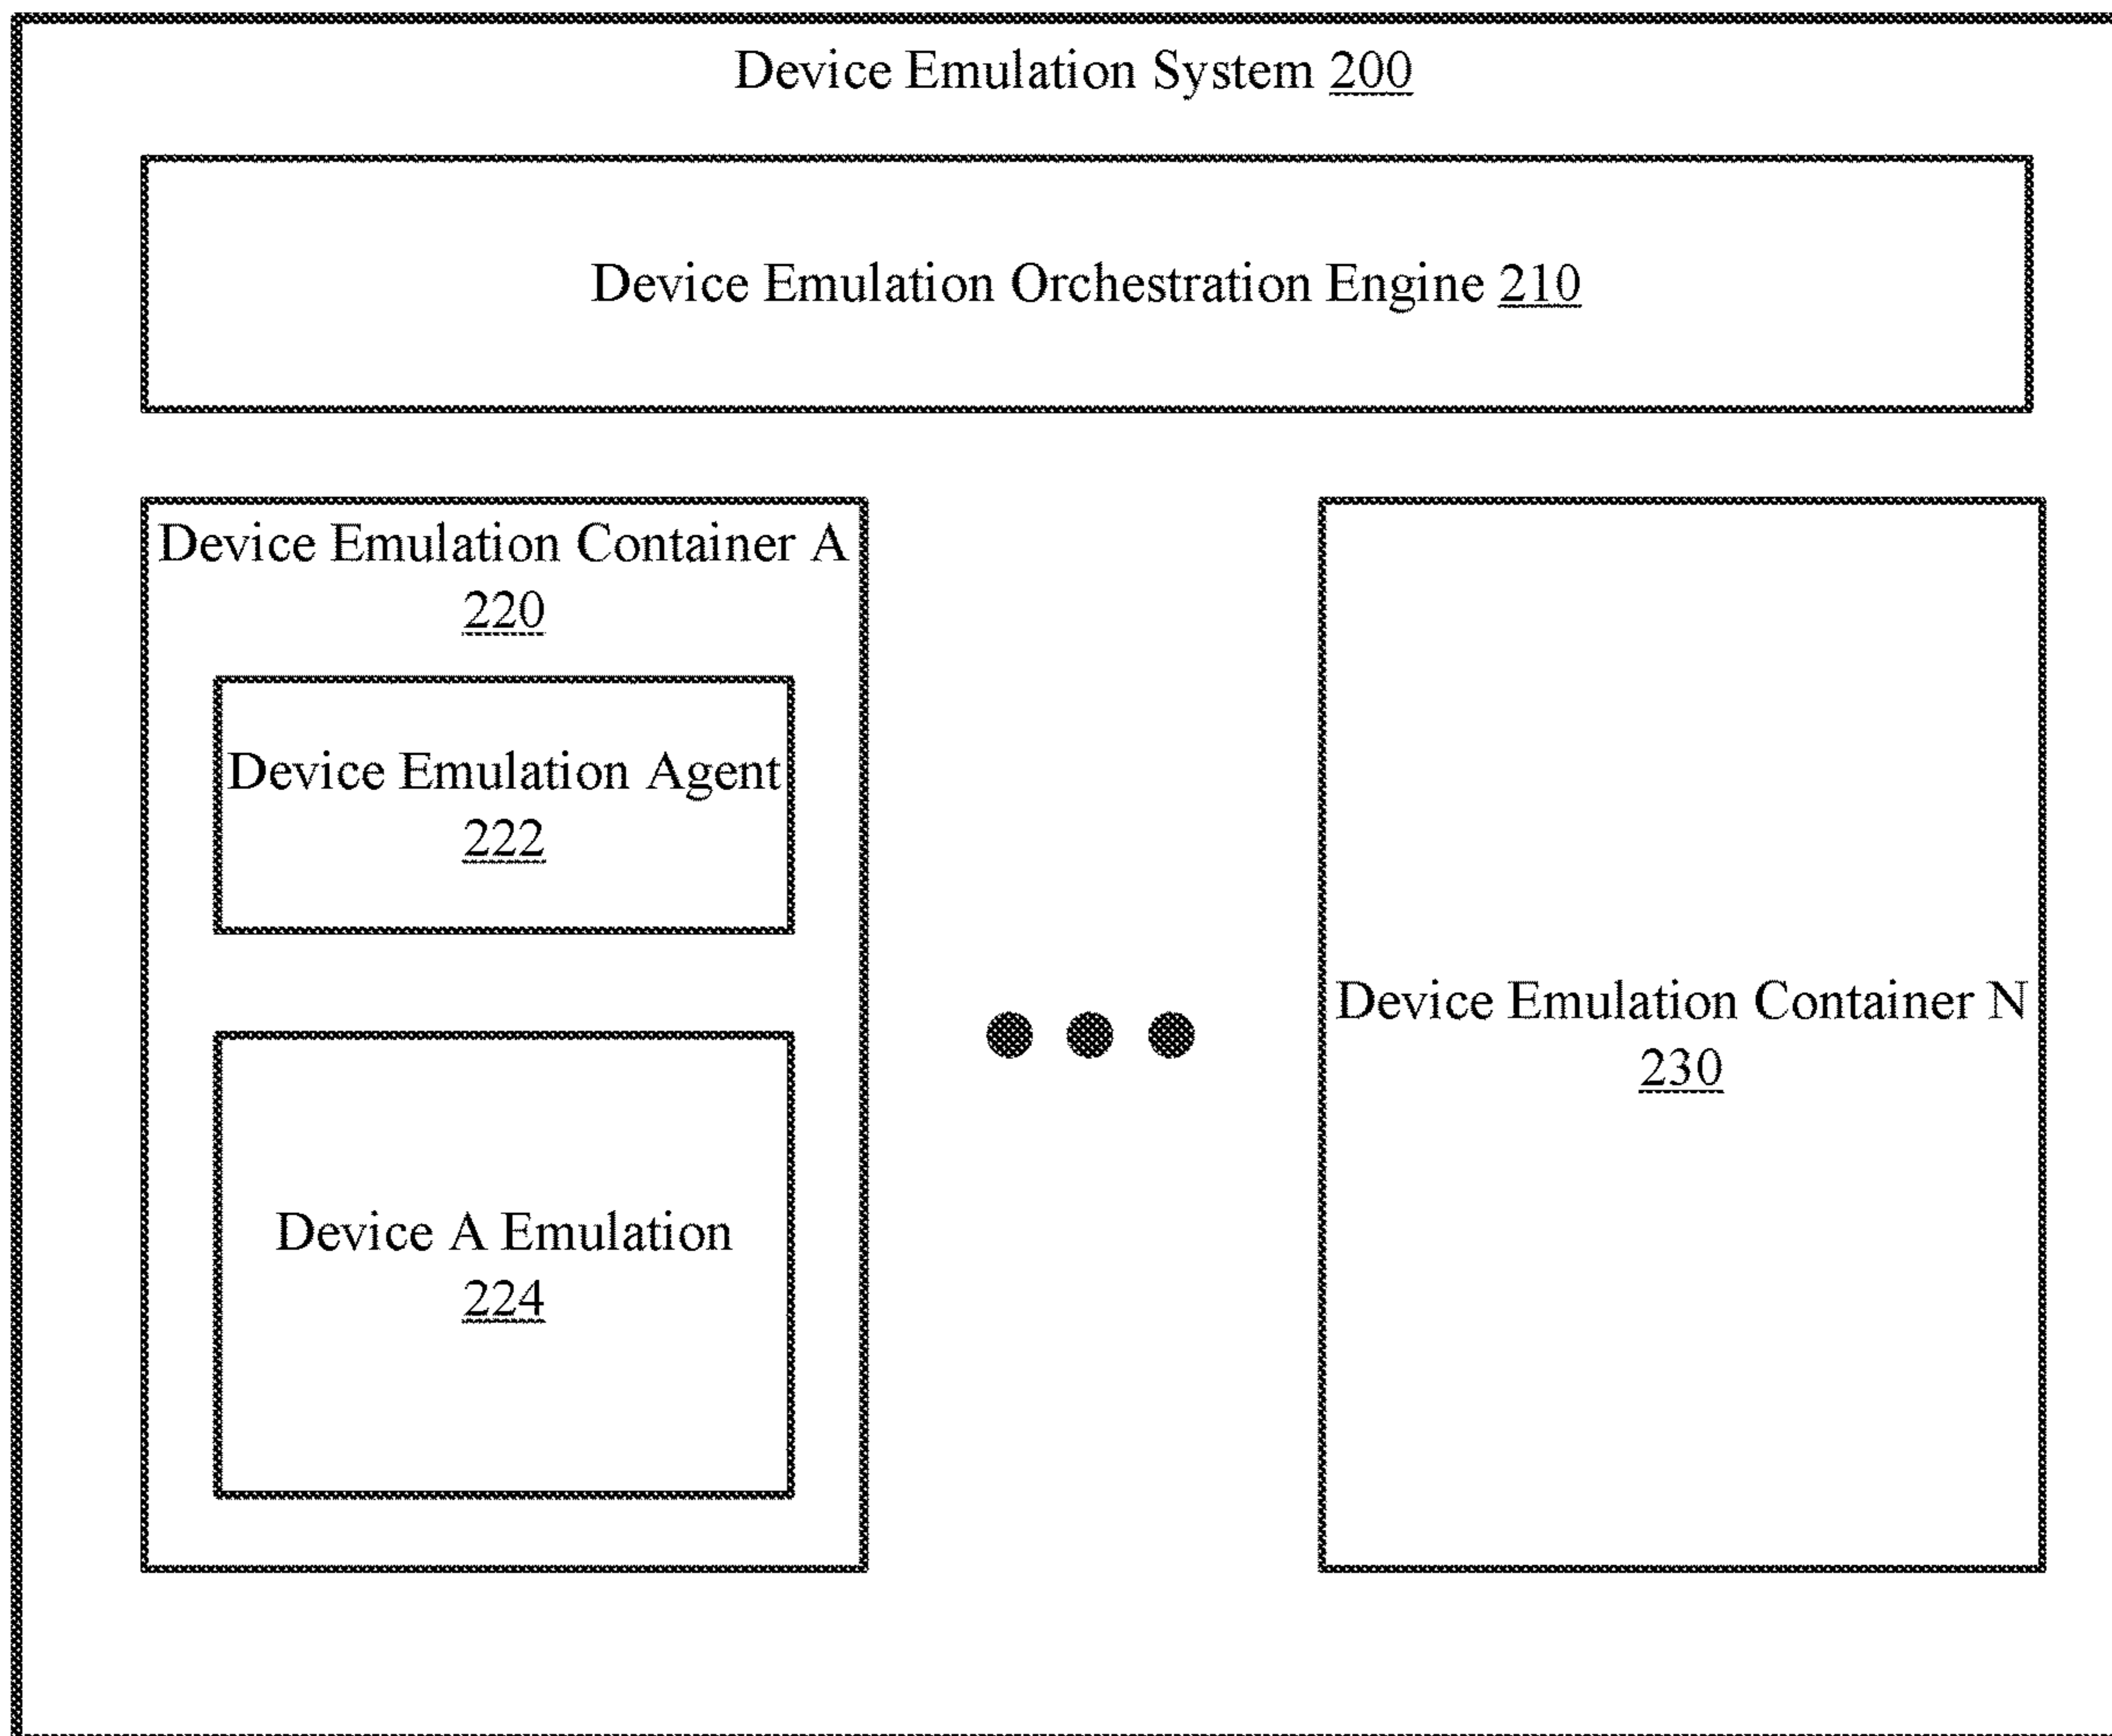 Device Emulation System 200
Device Emulation Orchestration Engine 210
Device Emulation Container A
220
Device Emulation Agent
222
Device A Emulation
224
Device Emulation Container N
230